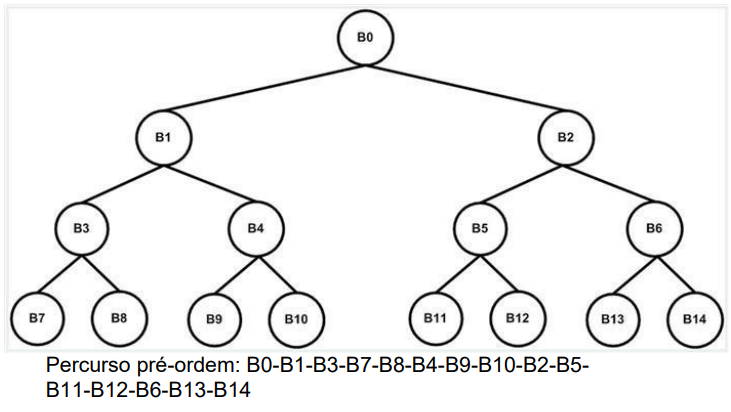 B0
B1 B2
B3 B4 B5 B6
B7 B8 B9 B10 B11 B12 B13 B14
Percurso pré-ordem: B0-B1-B3-B7-B8-B4-B9-B10-B2-B5-
B11-B12-B6-B13-B14